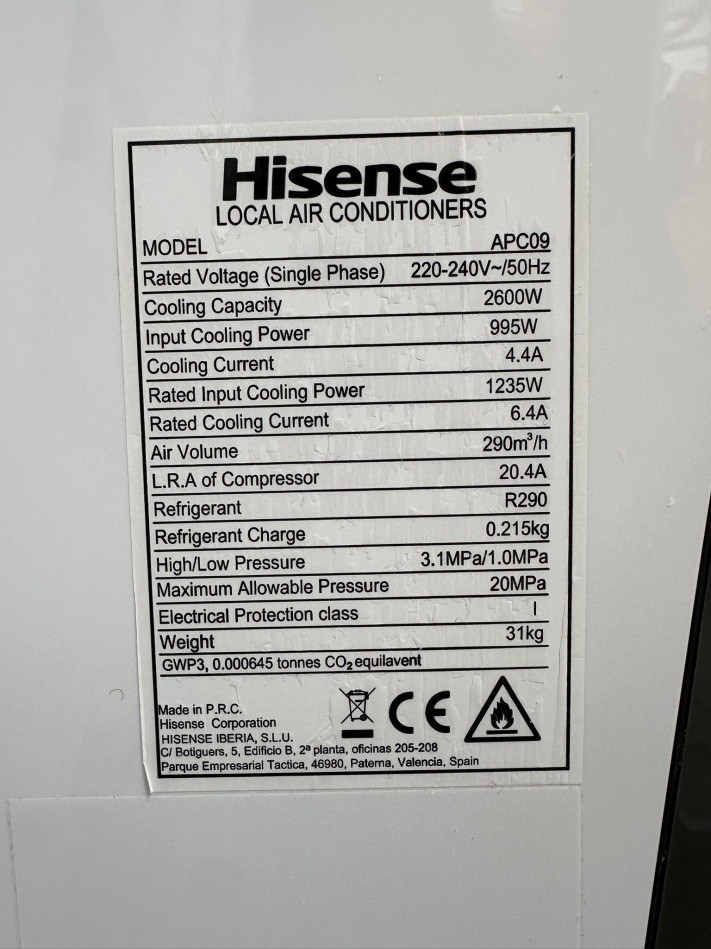 Hisense
LOCAL AIR CONDITIONERS
MODEL APC09
Rated Voltage (Single Phase) 220-240V~/50Hz
Cooling Capacity 2600W
Input Cooling Power 995W
Cooling Current 4.4A
Rated Input Cooling Power 1235W
Rated Cooling Current 6.4A
Air Volume 290m³/h
L.R.A of Compressor 20.4A
Refrigerant R290
Refrigerant Charge 0.215kg
High/Low Pressure 3.1MPa/1.0MPa
Maximum Allowable Pressure 20MPa
Electrical Protection class I
Weight 31kg
GWP3, 0.000645 tonnes CO₂ equilavent
Made in P.R.C.
Hisense Corporation
HISENSE IBERIA, S.L.U.
C/ Botiguers, 5, Edificio B, 2ª planta, oficinas 205-208
Parque Empresarial Tactica, 46980, Paterna, Valencia, Spain
CE